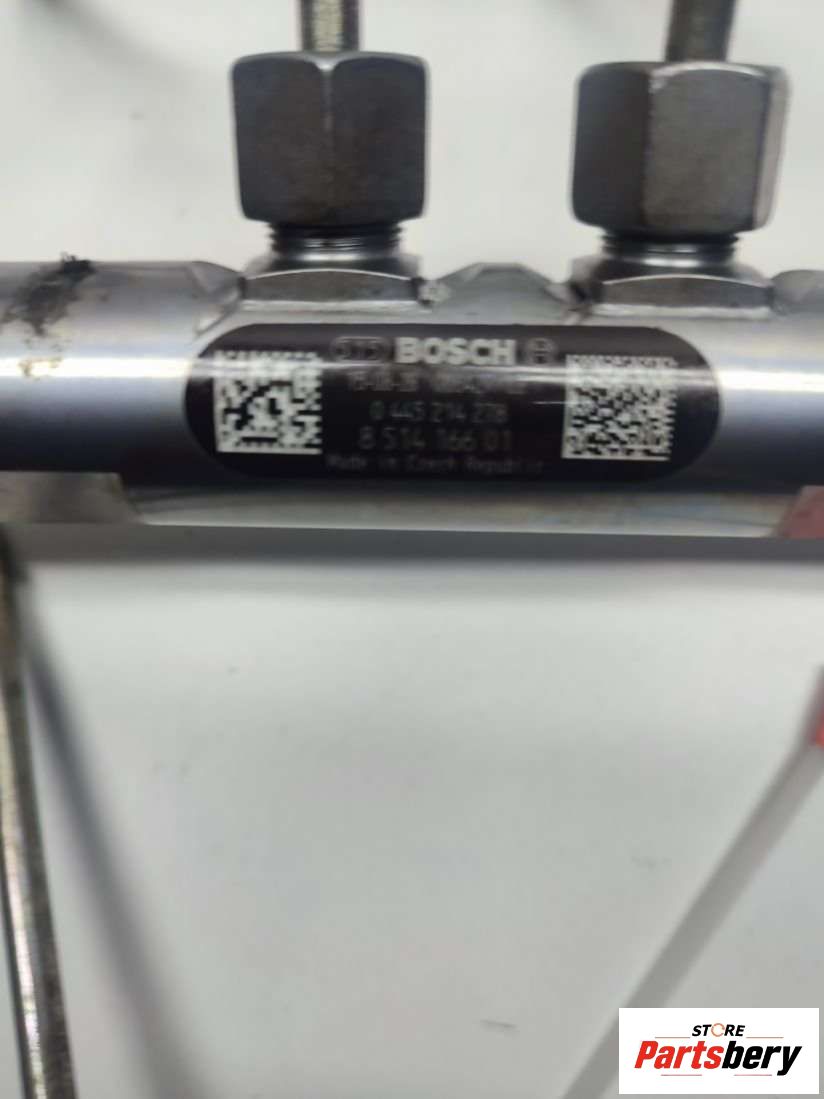 BOSCH
0 445 214 278
8 514 166 01
Made in Czech Republic
STORE
Partsbery